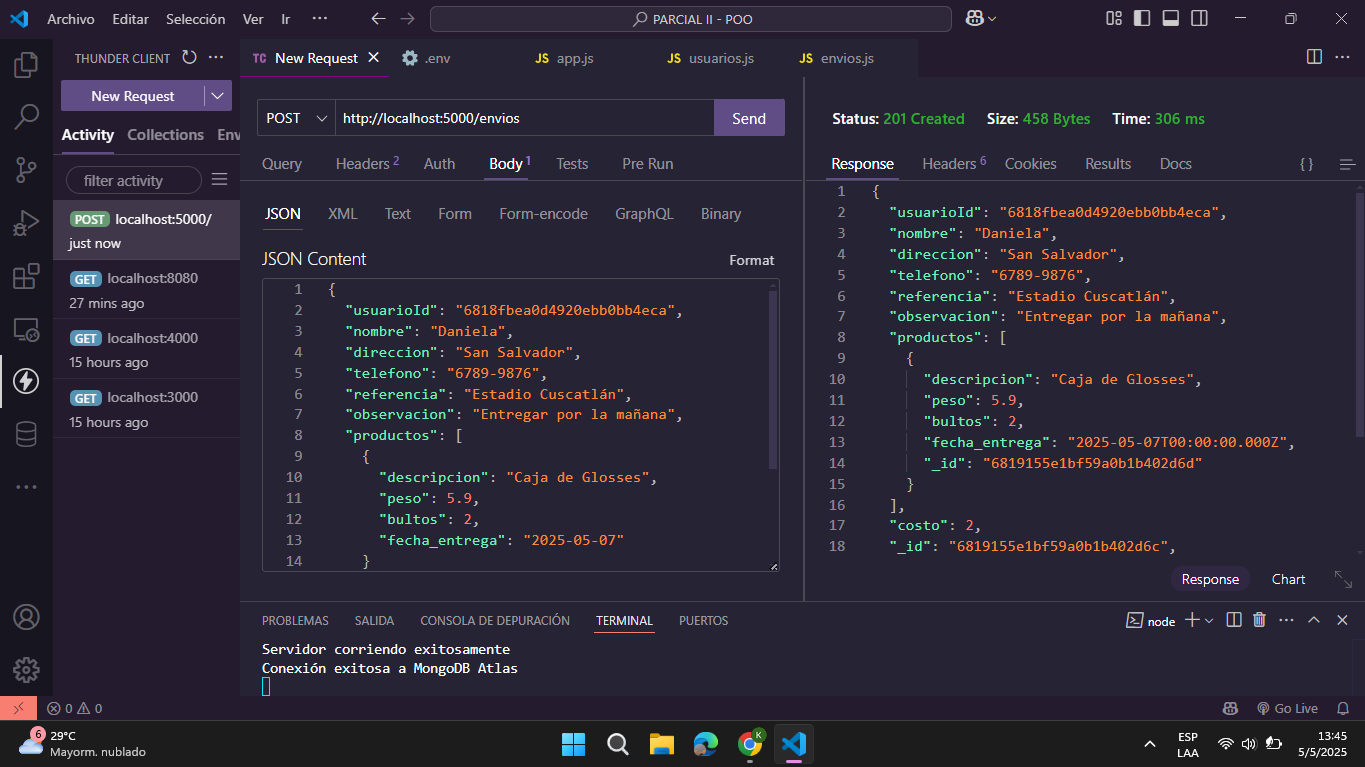 Archivo Editar Selección Ver Ir ··· PARCIAL II - POO
THUNDER CLIENT
New Request
Activity Collections Env
filter activity
POST localhost:5000/
just now
GET localhost:8080
27 mins ago
GET localhost:4000
15 hours ago
GET localhost:3000
15 hours ago
TC New Request .env JS app.js JS usuarios.js JS envios.js
POST http://localhost:5000/envios Send
Query Headers 2 Auth Body 1 Tests Pre Run
JSON XML Text Form Form-encode GraphQL Binary
JSON Content Format
1 {
2 "usuarioId": "6818fbea0d4920ebb0bb4eca",
3 "nombre": "Daniela",
4 "direccion": "San Salvador",
5 "telefono": "6789-9876",
6 "referencia": "Estadio Cuscatlán",
7 "observacion": "Entregar por la mañana",
8 "productos": [
9 {
10 "descripcion": "Caja de Glosses",
11 "peso": 5.9,
12 "bultos": 2,
13 "fecha_entrega": "2025-05-07"
14 }
Status: 201 Created Size: 458 Bytes Time: 306 ms
Response Headers 6 Cookies Results Docs { }
1 {
2 "usuarioId": "6818fbea0d4920ebb0bb4eca",
3 "nombre": "Daniela",
4 "direccion": "San Salvador",
5 "telefono": "6789-9876",
6 "referencia": "Estadio Cuscatlán",
7 "observacion": "Entregar por la mañana",
8 "productos": [
9 {
10 "descripcion": "Caja de Glosses",
11 "peso": 5.9,
12 "bultos": 2,
13 "fecha_entrega": "2025-05-07T00:00:00.000Z",
14 "_id": "6819155e1bf59a0b1b402d6d"
15 }
16 ],
17 "costo": 2,
18 "_id": "6819155e1bf59a0b1b402d6c",
Response Chart
PROBLEMAS SALIDA CONSOLA DE DEPURACIÓN TERMINAL PUERTOS node
Servidor corriendo exitosamente
Conexión exitosa a MongoDB Atlas
0 0 Go Live
6 29°C
Mayorm. nublado
K
ESP
LAA
13:45
5/5/2025